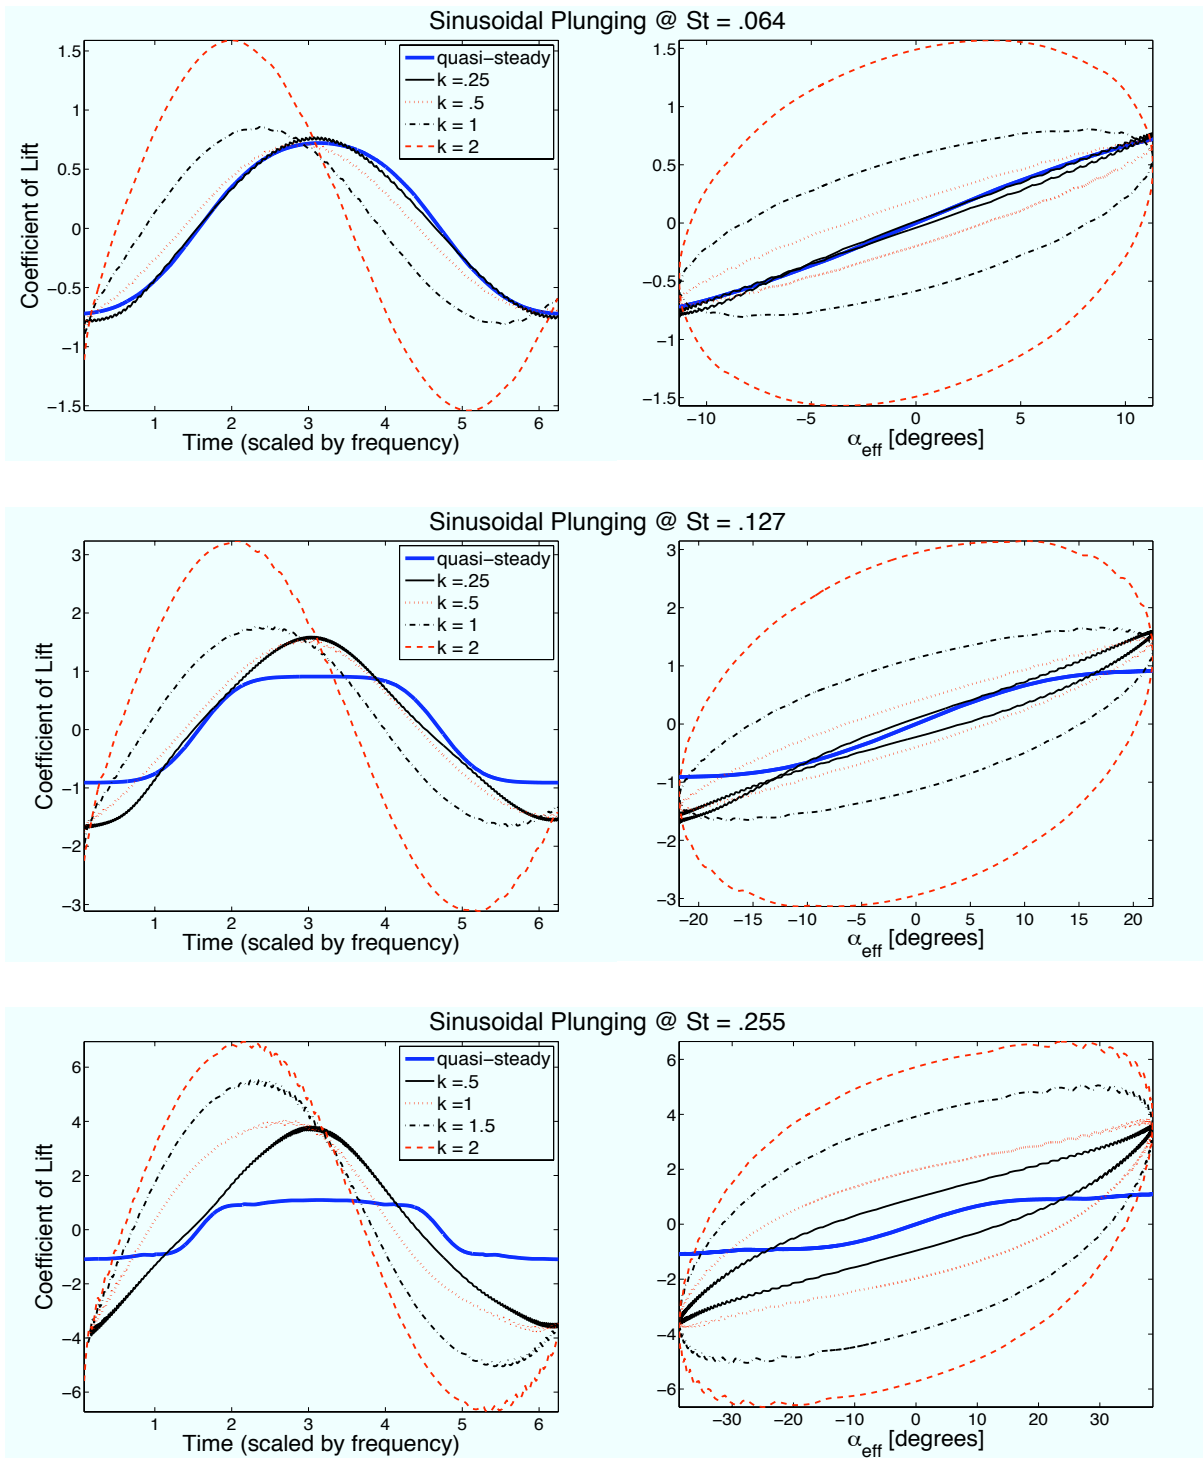 Sinusoidal Plunging @ St = .064
Coefficient of Lift
1.5
1
0.5
0
−0.5
−1
−1.5
quasi−steady
k =.25
k = .5
k = 1
k = 2
1 2 3 4 5 6
Time (scaled by frequency)
1.5
1
0.5
0
−0.5
−1
−1.5
−10 −5 0 5 10
αeff [degrees]
Sinusoidal Plunging @ St = .127
Coefficient of Lift
3
2
1
0
−1
−2
−3
quasi−steady
k =.25
k =.5
k = 1
k = 2
1 2 3 4 5 6
Time (scaled by frequency)
3
2
1
0
−1
−2
−3
−20 −15 −10 −5 0 5 10 15 20
αeff [degrees]
Sinusoidal Plunging @ St = .255
Coefficient of Lift
6
4
2
0
−2
−4
−6
quasi−steady
k =.5
k =1
k = 1.5
k = 2
1 2 3 4 5 6
Time (scaled by frequency)
6
4
2
0
−2
−4
−6
−30 −20 −10 0 10 20 30
αeff [degrees]